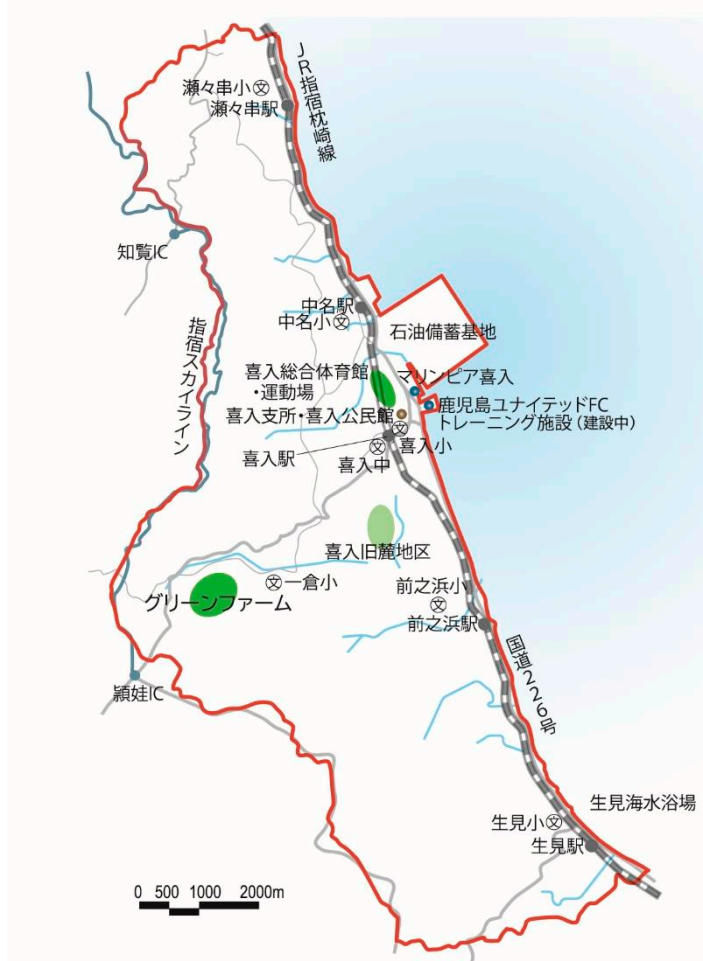 JR指宿枕崎線
瀬々串小 文
瀬々串駅
知覧IC
指宿スカイライン
中名駅
中名小 文
石油備蓄基地
喜入総合体育館
・運動場
マリンピア喜入
鹿児島ユナイテッドFC
トレーニング施設（建設中）
喜入支所・喜入公民館
文
喜入小
喜入駅
文
喜入中
喜入旧麓地区
文 一倉小
グリーンファーム
前之浜小
文
前之浜駅
国道226号
頴娃IC
生見海水浴場
生見小 文
生見駅
0 500 1000 2000m